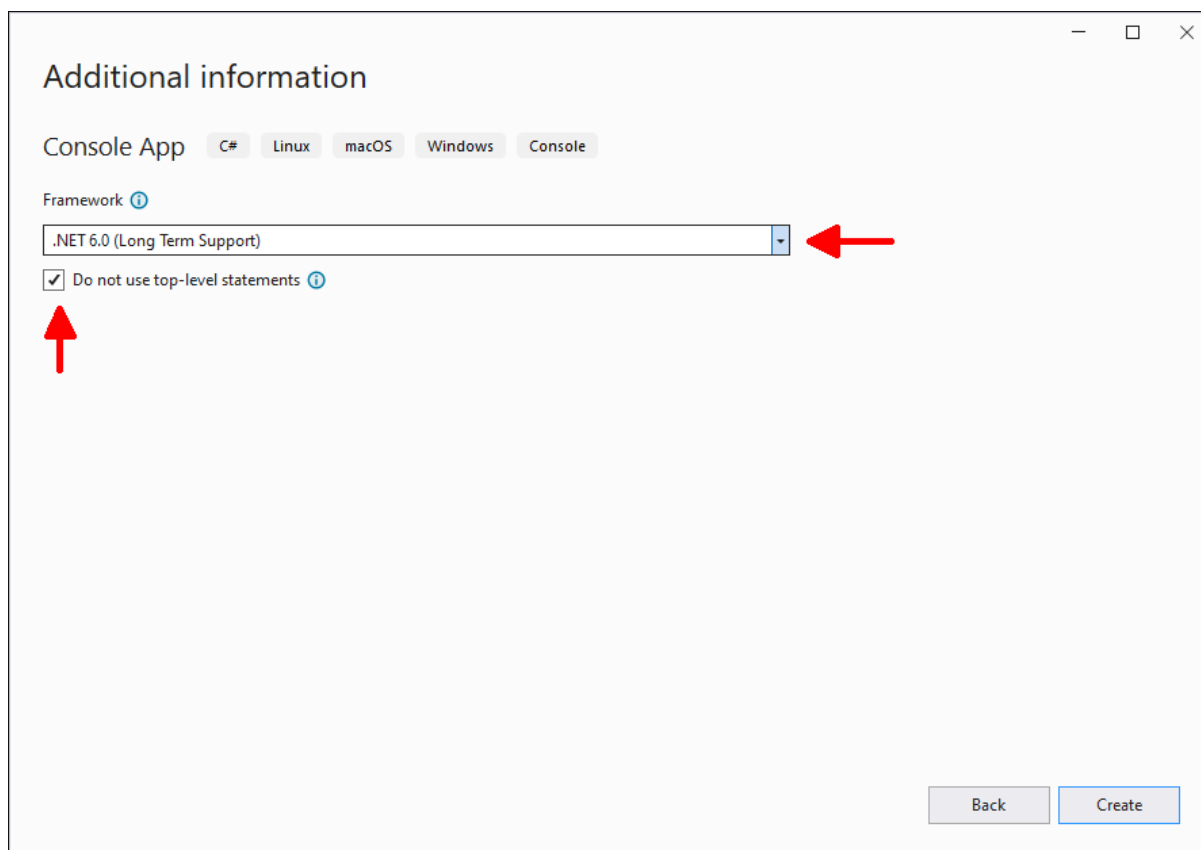 Additional information
Console App C# Linux macOS Windows Console
Framework
.NET 6.0 (Long Term Support)
Do not use top-level statements
Back Create